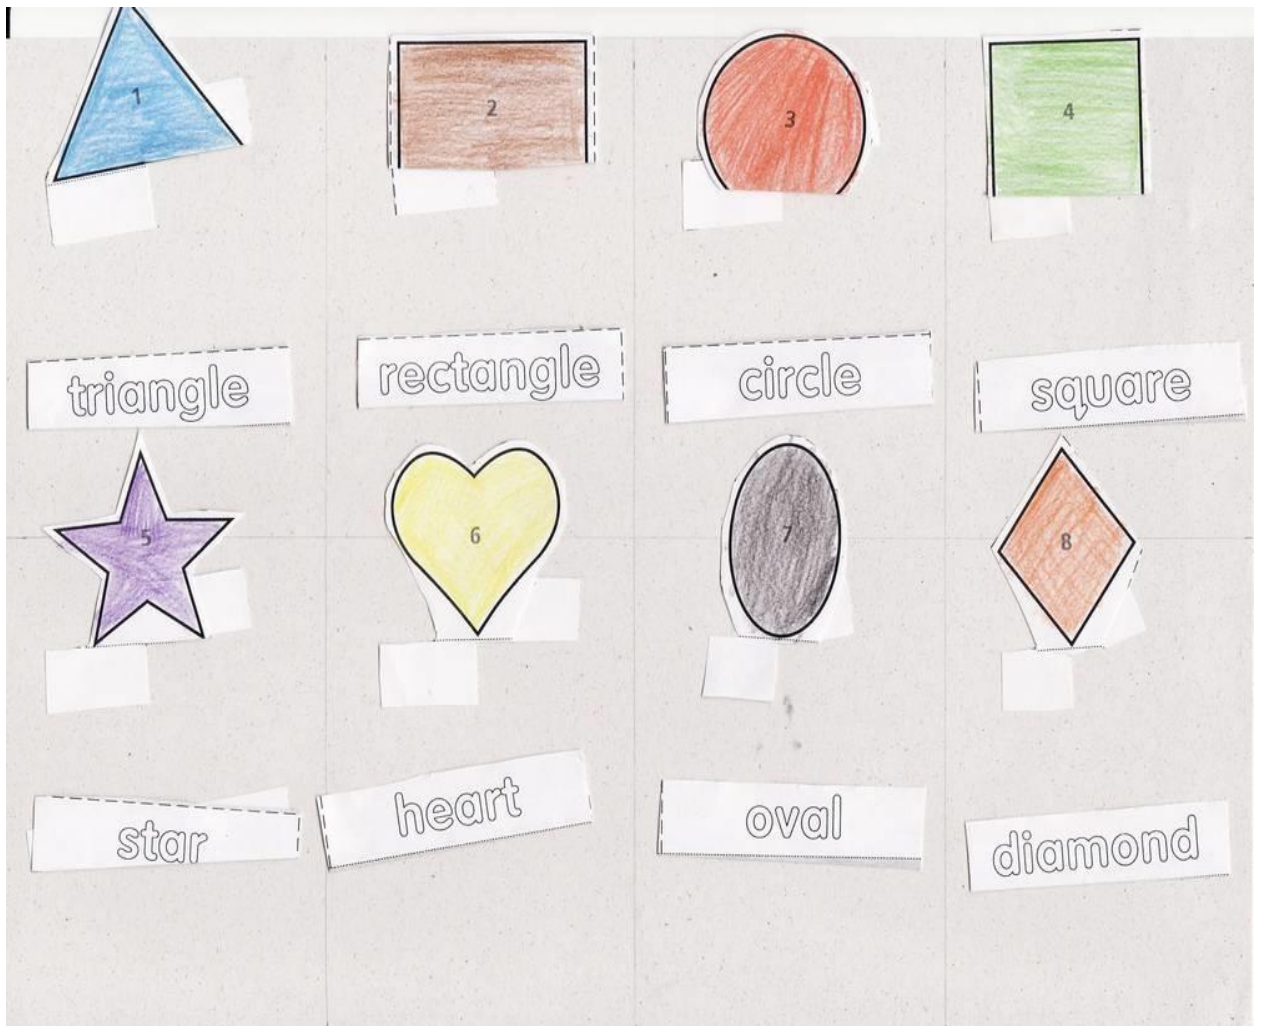 1
2
3
4
triangle
rectangle
circle
square
5
6
7
8
star
heart
oval
diamond